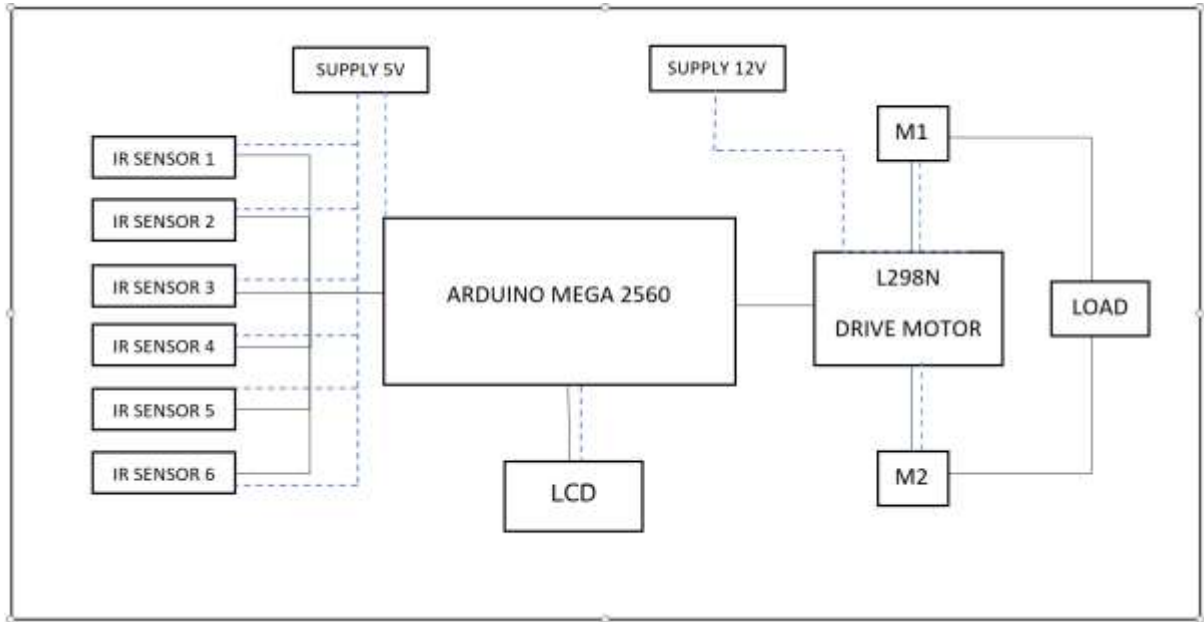 SUPPLY 5V
SUPPLY 12V
M1
IR SENSOR 1
IR SENSOR 2
IR SENSOR 3
IR SENSOR 4
IR SENSOR 5
IR SENSOR 6
ARDUINO MEGA 2560
L298N
DRIVE MOTOR
LOAD
M2
LCD